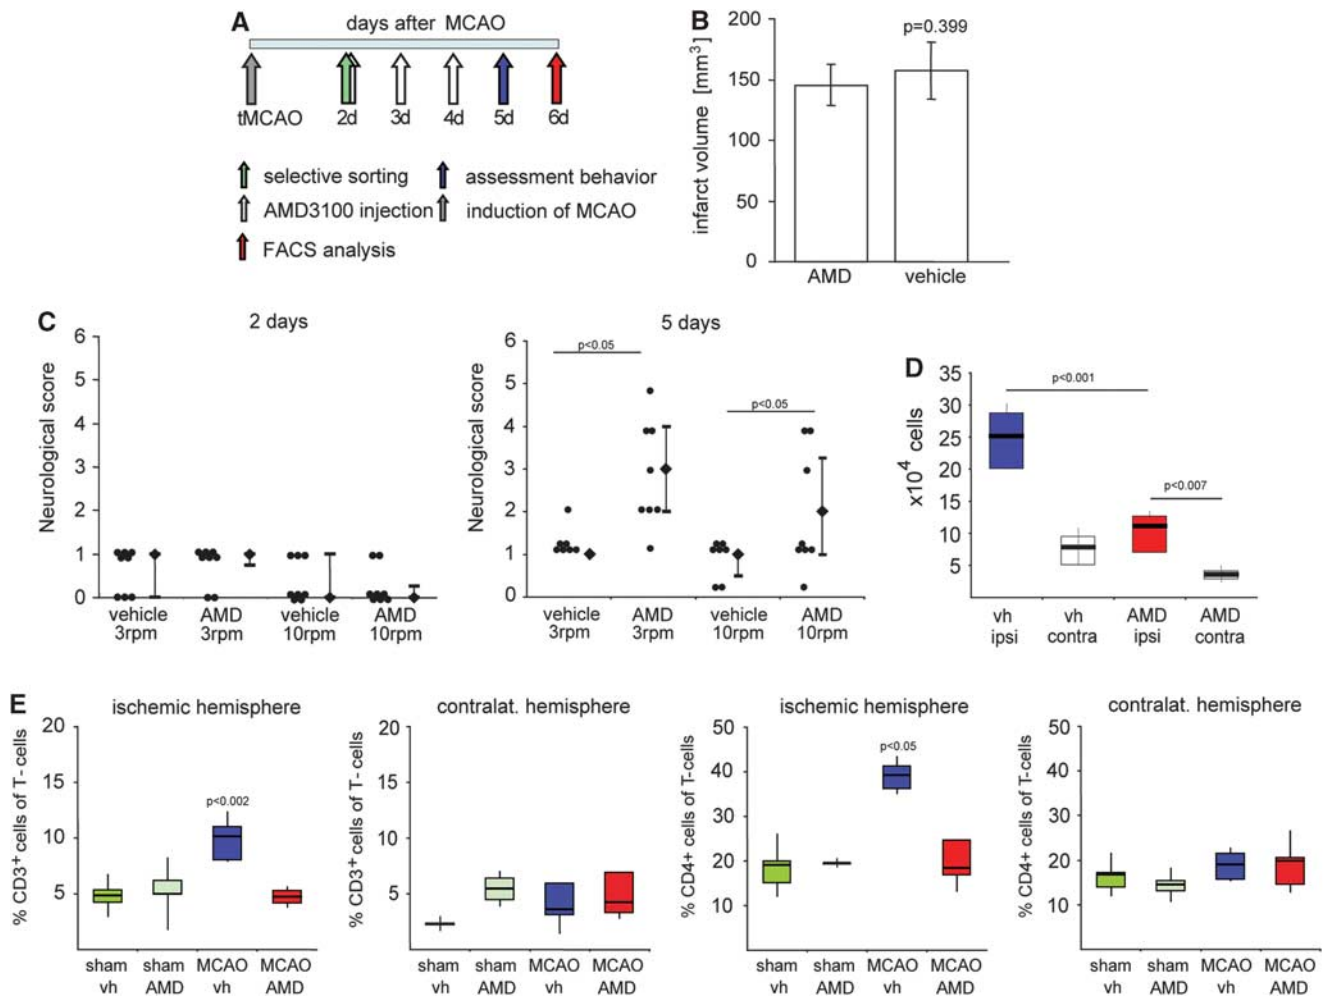 A
days after MCAO
tMCAO 2d 3d 4d 5d 6d
selective sorting
assessment behavior
AMD3100 injection
induction of MCAO
FACS analysis
B
infarct volume [mm³]
200
150
100
50
0
p=0.399
AMD vehicle
C
2 days
Neurological score
6
5
4
3
2
1
0
vehicle AMD vehicle AMD
3rpm 3rpm 10rpm 10rpm
5 days
Neurological score
6
5
4
3
2
1
0
p<0.05
p<0.05
vehicle AMD vehicle AMD
3rpm 3rpm 10rpm 10rpm
D
x10⁴ cells
35
30
25
20
15
10
5
p<0.001
p<0.007
vh vh AMD AMD
ipsi contra ipsi contra
E
ischemic hemisphere
% CD3⁺ cells of T- cells
20
15
10
5
p<0.002
sham sham MCAO MCAO
vh AMD vh AMD
contralat. hemisphere
% CD3⁺ cells of T- cells
20
15
10
5
sham sham MCAO MCAO
vh AMD vh AMD
ischemic hemisphere
% CD4+ cells of T-cells
50
40
30
20
10
p<0.05
sham sham MCAO MCAO
vh AMD vh AMD
contralat. hemisphere
% CD4+ cells of T-cells
50
40
30
20
10
sham sham MCAO MCAO
vh AMD vh AMD